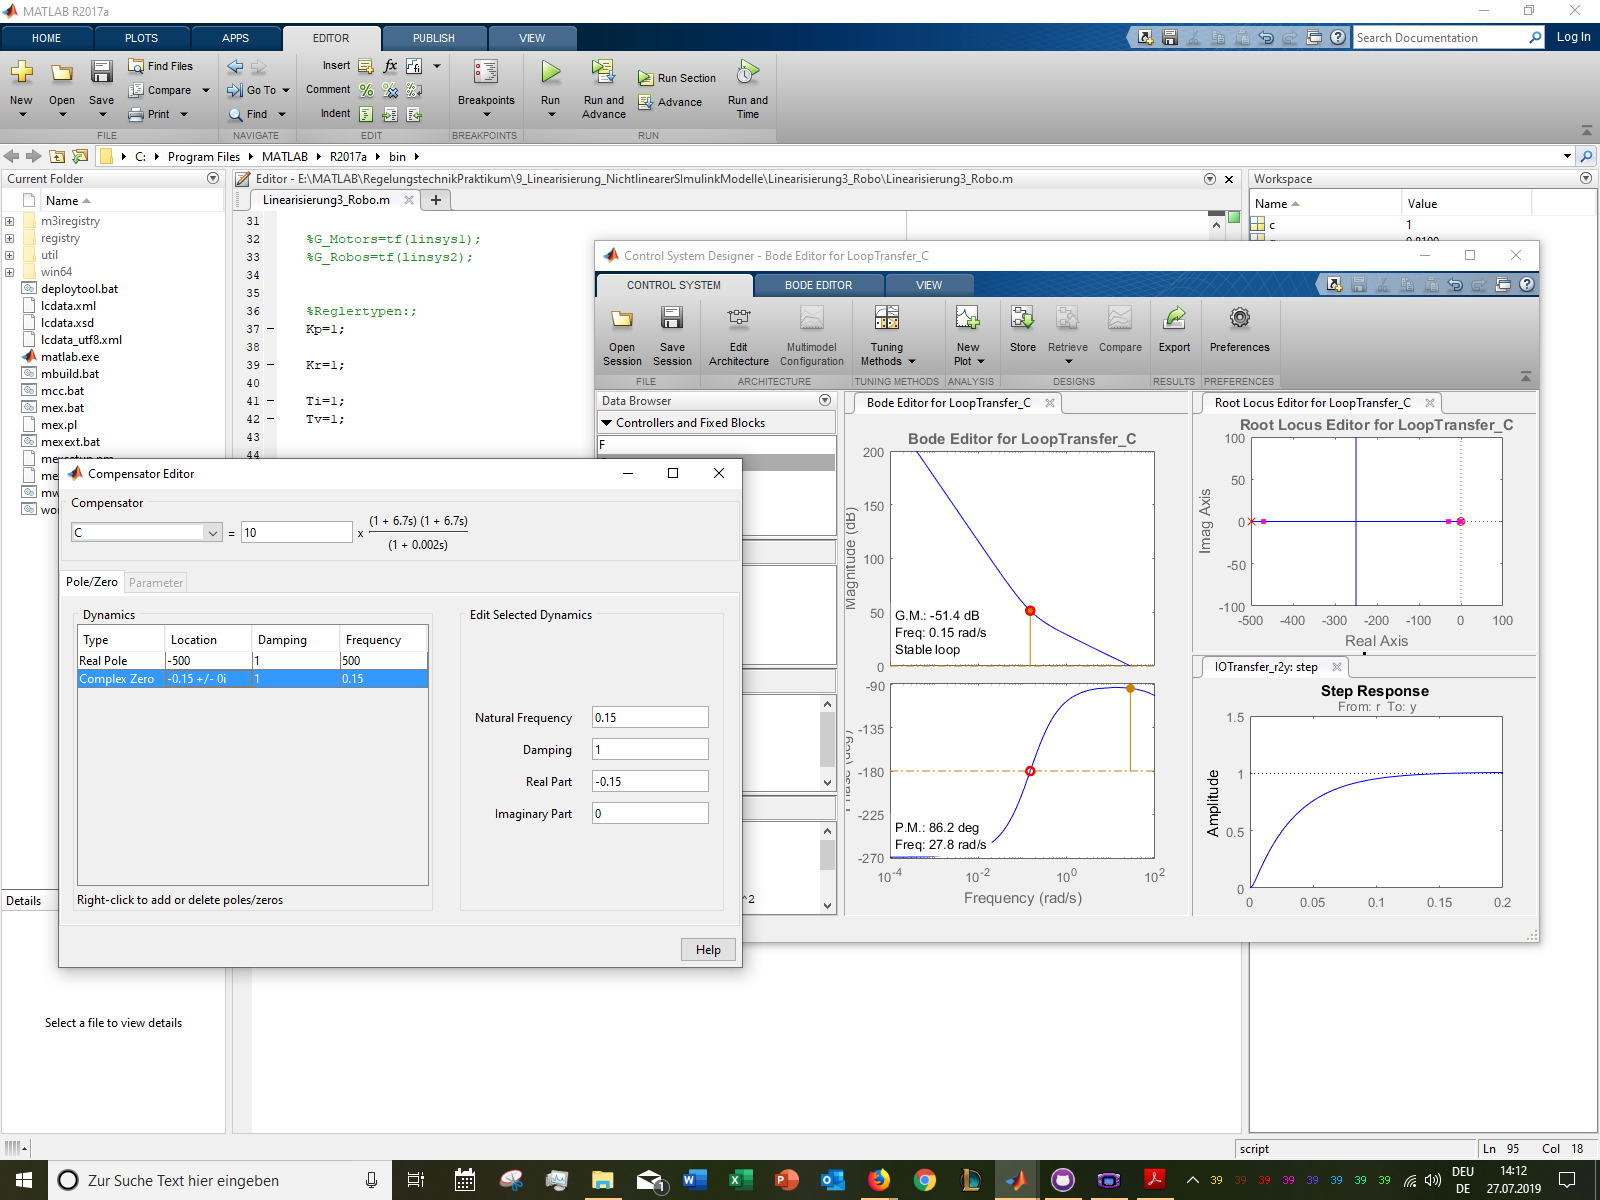 MATLAB R2017a
HOME PLOTS APPS EDITOR PUBLISH VIEW
Search Documentation
Log In
New Open Save
Find Files
Compare
Print
Go To
Find
Insert fx
Comment
Indent
Breakpoints
Run
Run and Advance
Run Section
Advance
Run and Time
FILE NAVIGATE EDIT BREAKPOINTS RUN
C: Program Files MATLAB R2017a bin
Current Folder
Name
m3iregistry
registry
util
win64
deploytool.bat
lcdata.xml
lcdata.xsd
lcdata_utf8.xml
matlab.exe
mbuild.bat
mcc.bat
mex.bat
mex.pl
mexext.bat
Details
Select a file to view details
Editor - E:\MATLAB\RegelungstechnikPraktikum\9_Linearisierung_NichtlinearerSImulinkModelle\Linearisierung3_Robo\Linearisierung3_Robo.m
Linearisierung3_Robo.m
31
32 %G_Motors=tf(linsys1);
33 %G_Robos=tf(linsys2);
34
35
36 %Reglertypen:;
37 Kp=1;
38
39 Kr=1;
40
41 Ti=1;
42 Tv=1;
43
44
Workspace
Name Value
c 1
Control System Designer - Bode Editor for LoopTransfer_C
CONTROL SYSTEM BODE EDITOR VIEW
Open Session
Save Session
Edit Architecture
Multimodel Configuration
Tuning Methods
New Plot
Store
Retrieve
Compare
Export
Preferences
FILE ARCHITECTURE TUNING METHODS ANALYSIS DESIGNS RESULTS PREFERENCES
Data Browser
Controllers and Fixed Blocks
F
^2
Bode Editor for LoopTransfer_C
Bode Editor for LoopTransfer_C
Magnitude (dB)
200
150
100
50
0
G.M.: -51.4 dB
Freq: 0.15 rad/s
Stable loop
-90
-135
-180
-225
-270
P.M.: 86.2 deg
Freq: 27.8 rad/s
10-4 10-2 100 102
Frequency (rad/s)
Root Locus Editor for LoopTransfer_C
Root Locus Editor for LoopTransfer_C
Imag Axis
100
50
0
-50
-100
-500 -400 -300 -200 -100 0 100
Real Axis
IOTransfer_r2y: step
Step Response
From: r To: y
Amplitude
1.5
1
0.5
0
0 0.05 0.1 0.15 0.2
Compensator Editor
Compensator
C = 10 x (1 + 6.7s) (1 + 6.7s)
(1 + 0.002s)
Pole/Zero Parameter
Dynamics
Type Location Damping Frequency
Real Pole -500 1 500
Complex Zero -0.15 +/- 0i 1 0.15
Right-click to add or delete poles/zeros
Edit Selected Dynamics
Natural Frequency 0.15
Damping 1
Real Part -0.15
Imaginary Part 0
Help
script
Ln 95 Col 18
Zur Suche Text hier eingeben
1
39 39 39 39 39 39 39 39
DEU
DE
14:12
27.07.2019